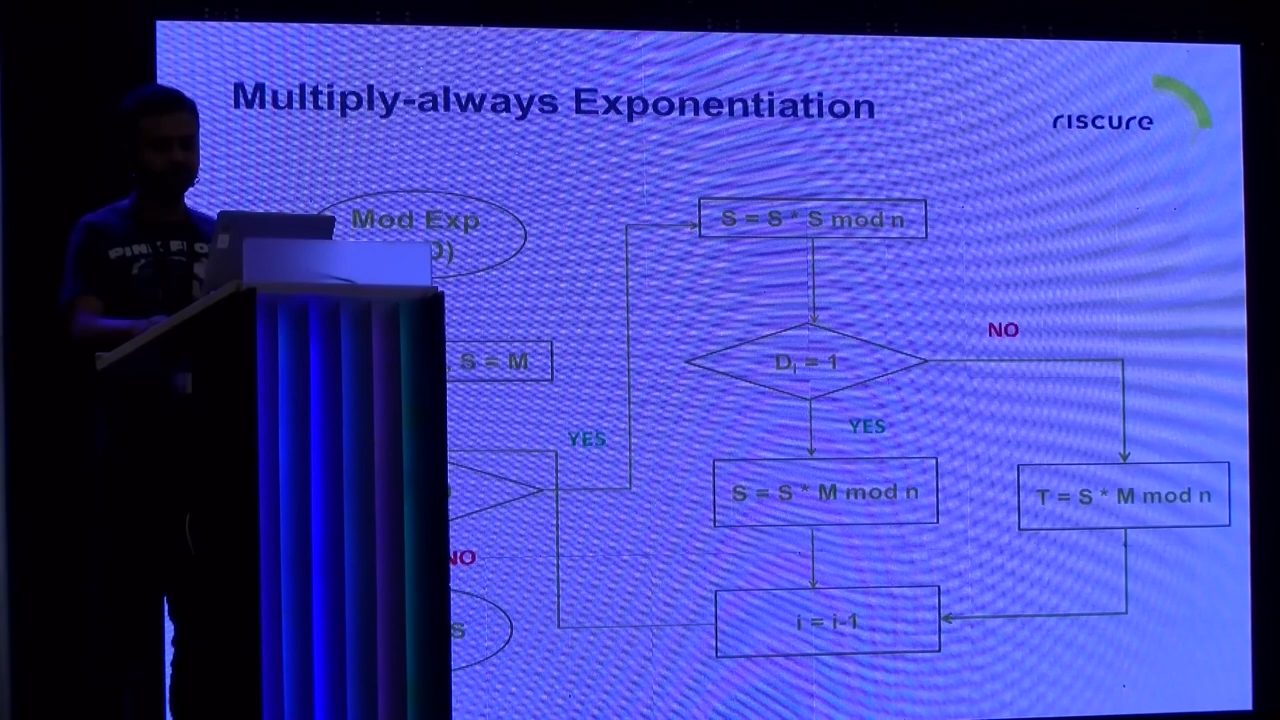 Multiply-always Exponentiation
riscure
Mod Exp
D)
S = M
YES
NO
S
S = S * S mod n
Di = 1
NO
YES
S = S * M mod n
T = S * M mod n
i = i-1